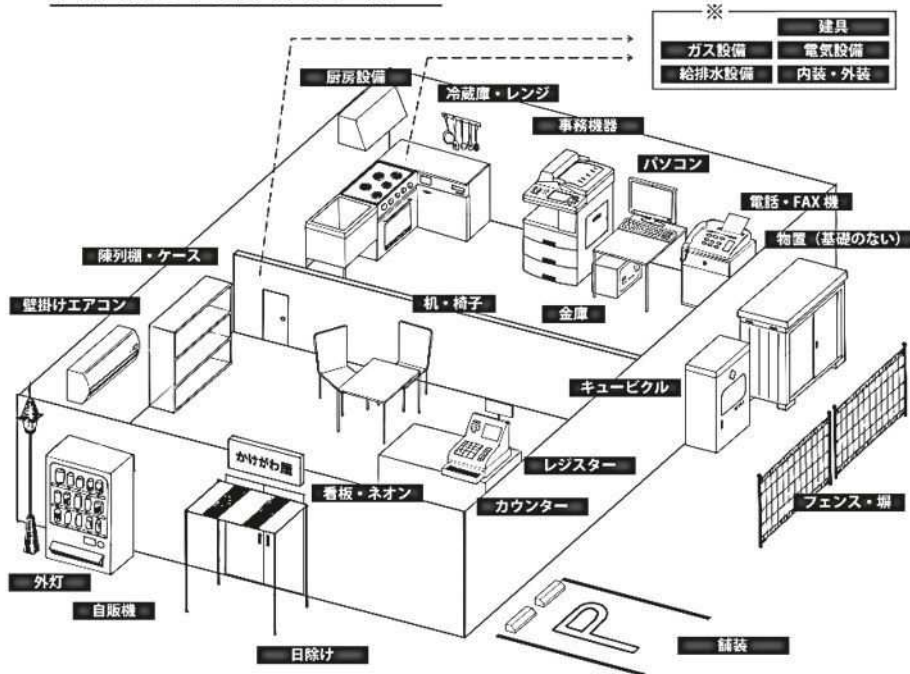 ※
建具
ガス設備
電気設備
給排水設備
内装・外装
厨房設備
冷蔵庫・レンジ
事務機器
パソコン
電話・FAX 機
物置（基礎のない）
陳列棚・ケース
壁掛けエアコン
机・椅子
金庫
キュービクル
かけがわ屋
レジスター
看板・ネオン
カウンター
フェンス・塀
外灯
自販機
日除け
P
舗装